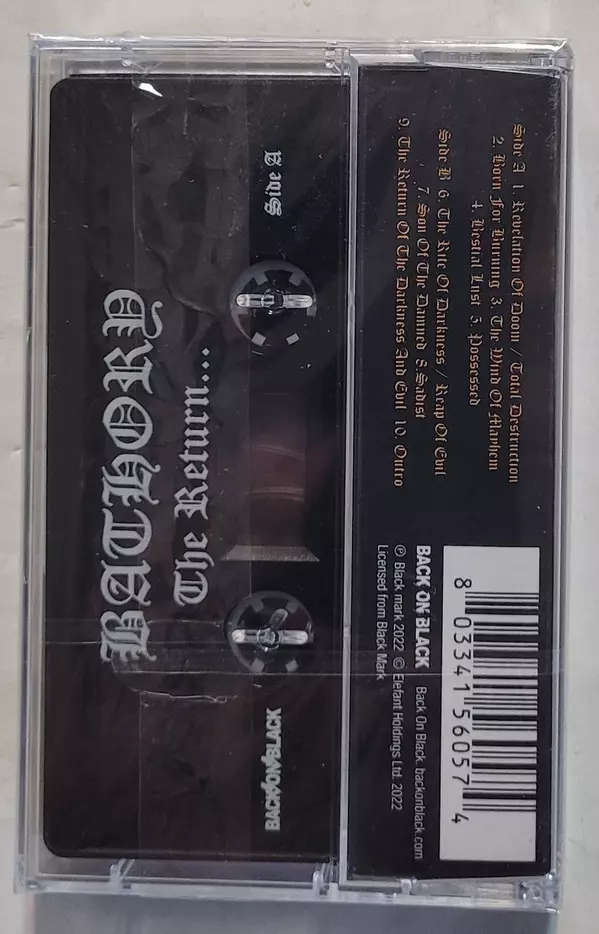 Side A 1. Revelation Of Doom / Total Destruction
2. Born For Burning 3. The Wind Of Mayhem
4. Bestial Lust 5. Possessed
Side B 6. The Rite Of Darkness / Reap Of Evil
7. Son Of The Damned 8. Sadist
9. The Return Of The Darkness And Evil 10. Outro
BACK ON BLACK Back On Black. backonblack.com
℗ Black mark 2022 © Elefant Holdings Ltd. 2022
Licensed from Black Mark
8 03341 56057 4
Side A
BATHORY
The Return...
BACK ON BLACK